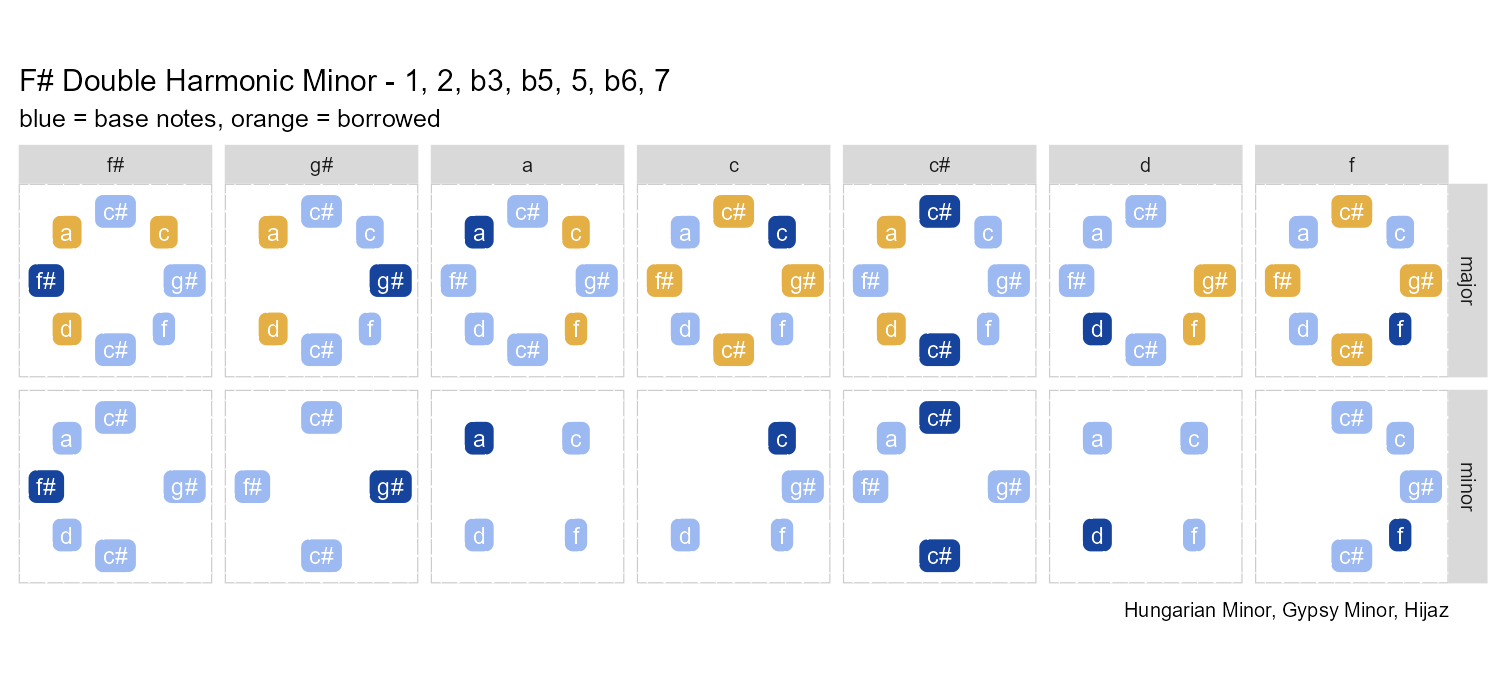 F# Double Harmonic Minor - 1, 2, b3, b5, 5, b6, 7
blue = base notes, orange = borrowed
f# g# a c c# d f
c# c# c# c# c# c# c#
a c a c a c a c a c a a c
f# g# g# f# g# f# g# f# g# f# g# f# g#
d f d f d f d f d f d f d f
c# c# c# c# c# c# c#
major
c# c# c# c#
a a c c a a c c
f# g# f# g# g# f# g# g#
d d f d f d f f
c# c# c# c#
minor
Hungarian Minor, Gypsy Minor, Hijaz